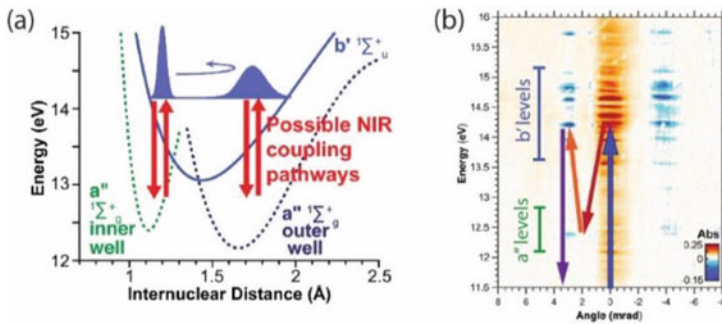 (a)
15
14
13
12
Energy (eV)
b' ¹Σ⁺ᵤ
Possible NIR
coupling
pathways
a"
¹Σ⁺g
inner
well
a" ¹Σ⁺g
outer
well
1 1.5 2 2.5
Internuclear Distance (Å)
(b)
16
15.5
15
14.5
14
13.5
13
12.5
12
11.5
Energy (eV)
b' levels
a" levels
Abs
0.25
0
-0.15
8 6 4 2 0 -2 -4 -6 -8
Angle (mrad)